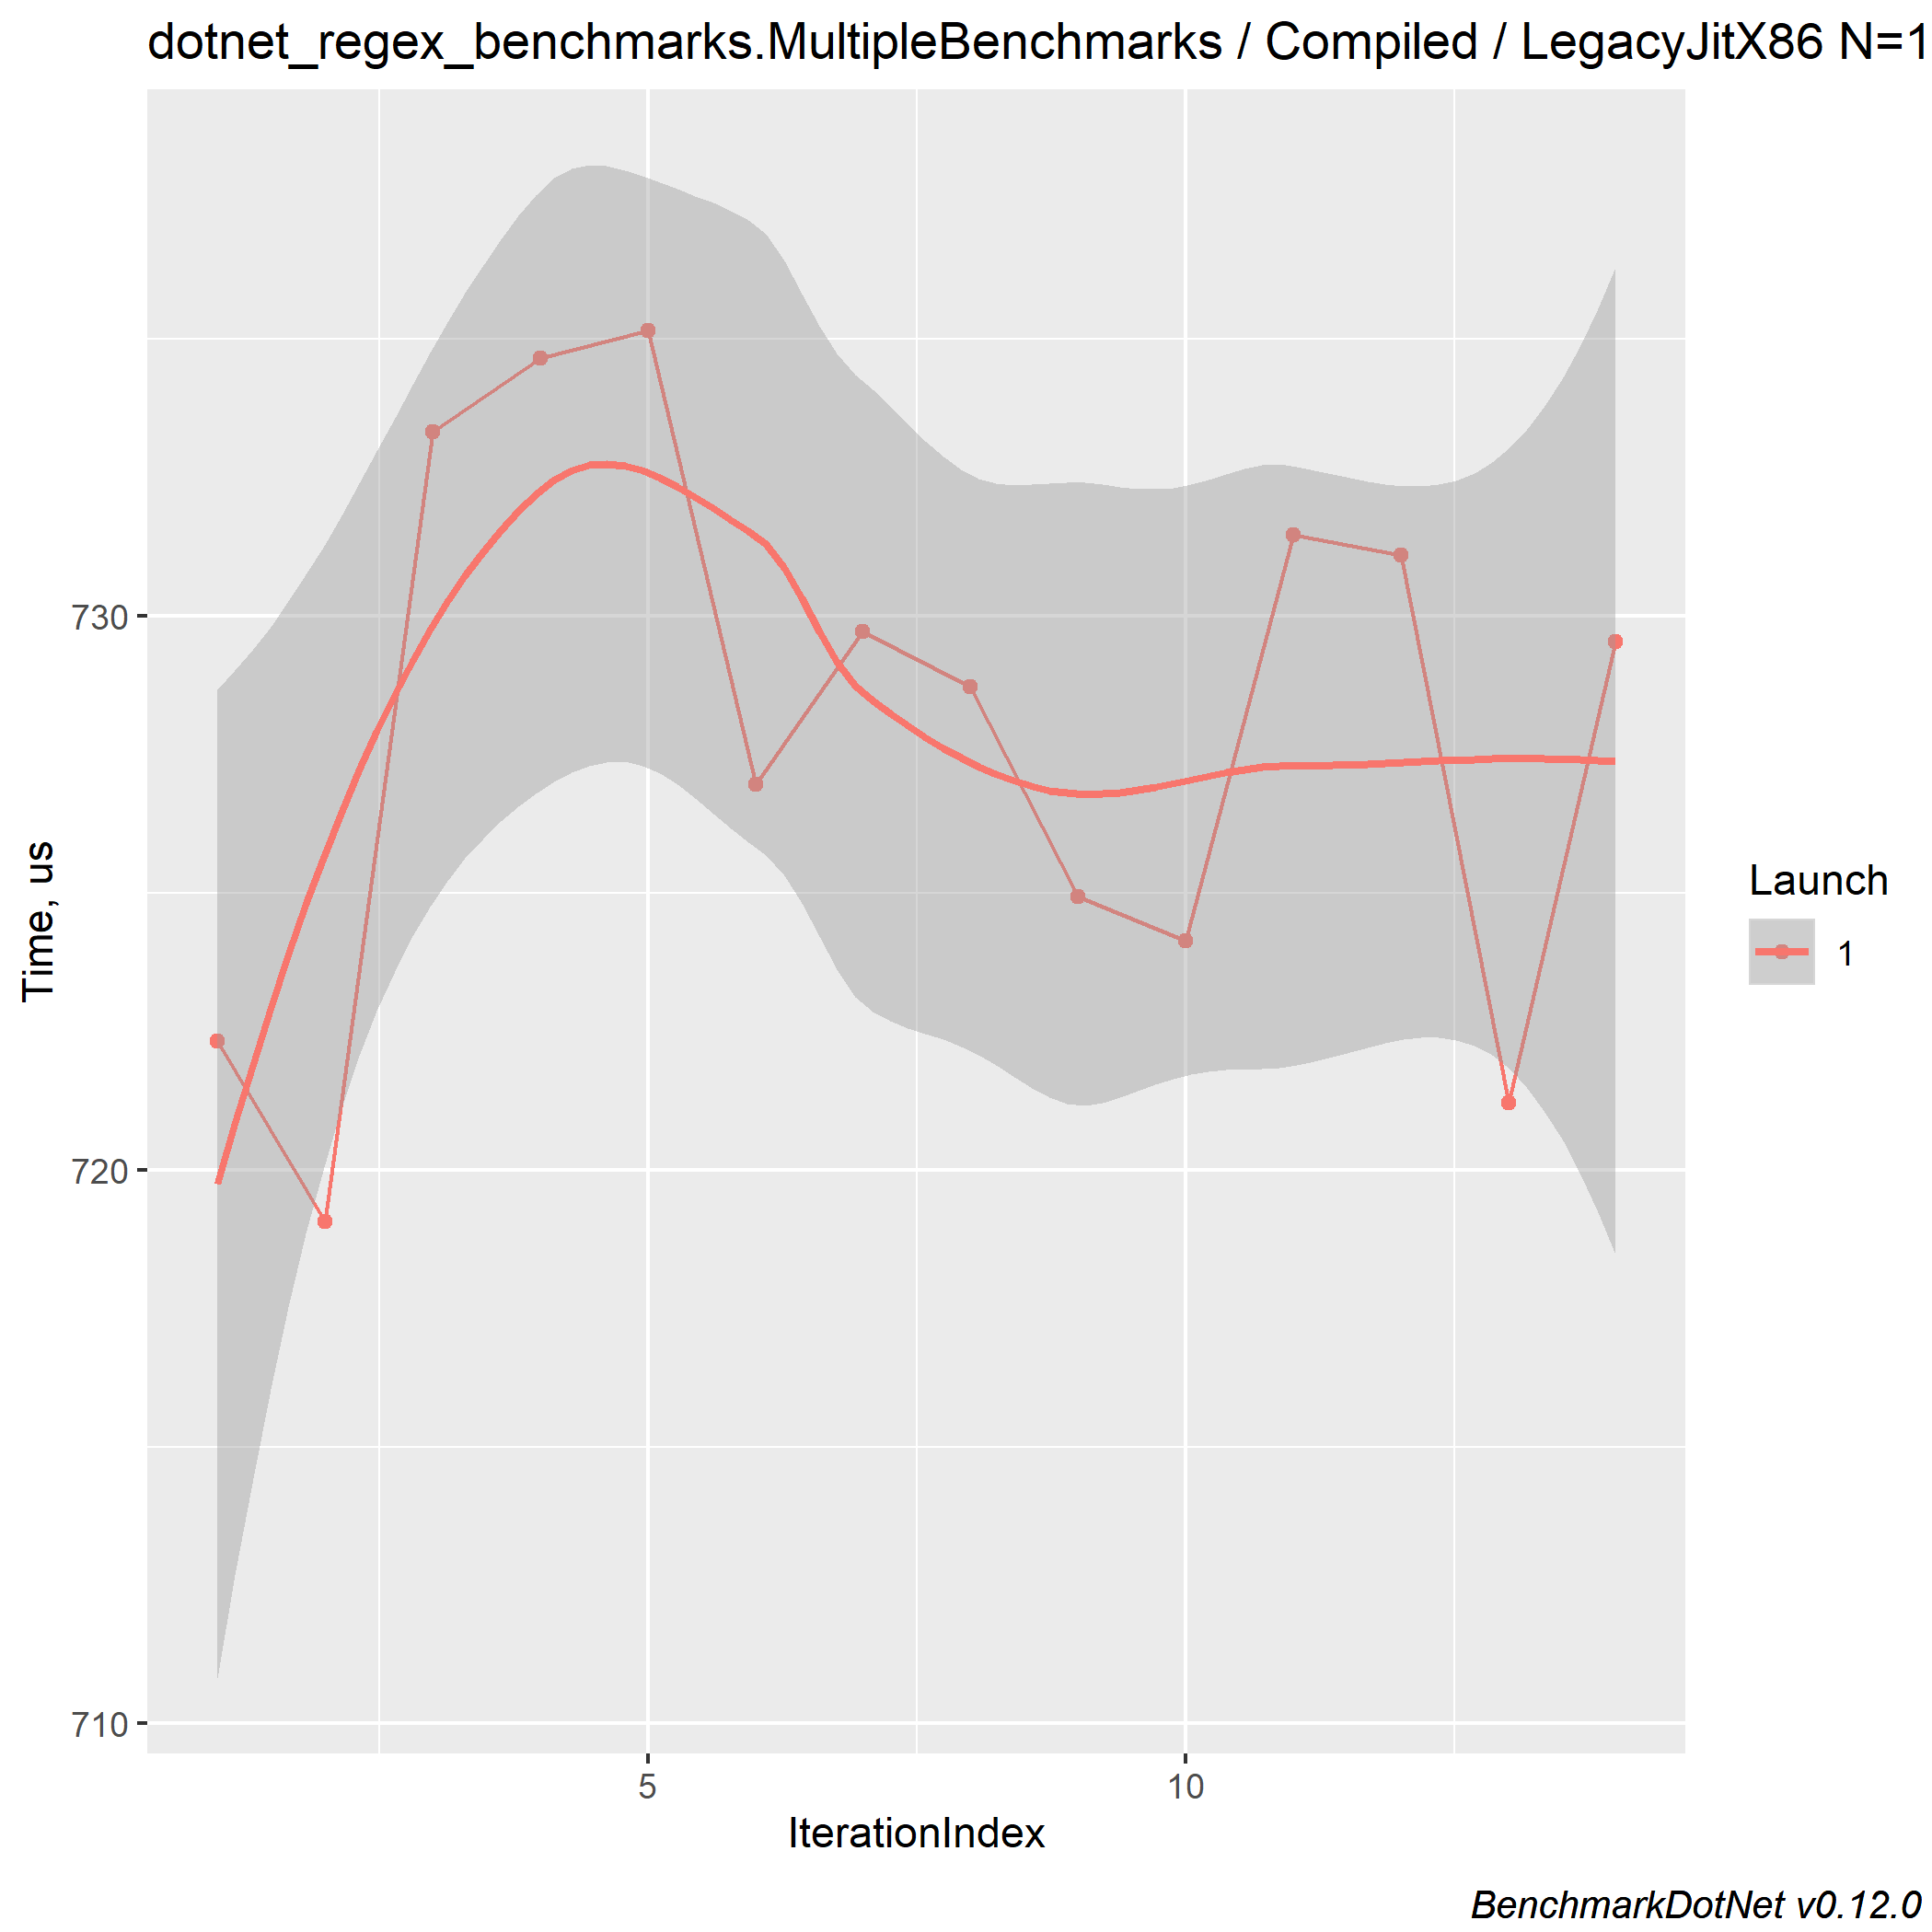 dotnet_regex_benchmarks.MultipleBenchmarks / Compiled / LegacyJitX86 N=1
Time, us
730
720
710
5
10
IterationIndex
Launch
1
BenchmarkDotNet v0.12.0